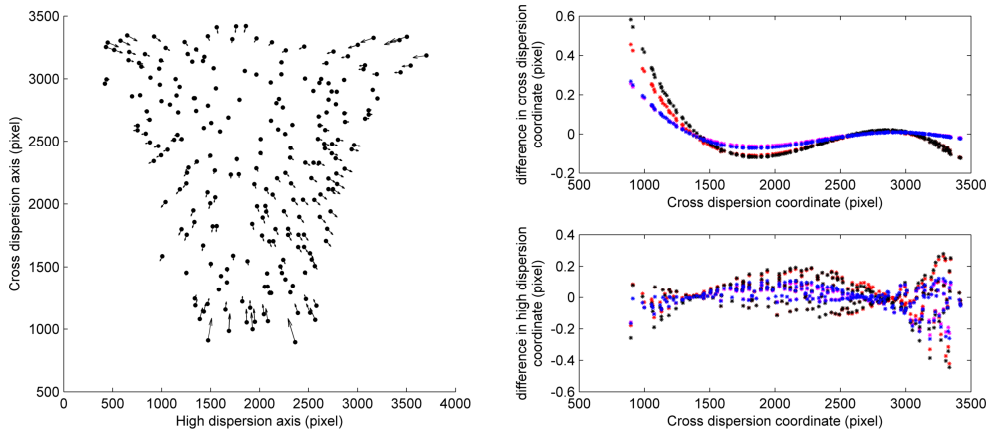 3500
3000
2500
2000
1500
1000
500
Cross dispersion axis (pixel)
0 500 1000 1500 2000 2500 3000 3500 4000
High dispersion axis (pixel)
0.6
0.4
0.2
0
-0.2
difference in cross dispersion
coordinate (pixel)
500 1000 1500 2000 2500 3000 3500
Cross dispersion coordinate (pixel)
0.4
0.2
0
-0.2
-0.4
-0.6
difference in high dispersion
coordinate (pixel)
500 1000 1500 2000 2500 3000 3500
Cross dispersion coordinate (pixel)